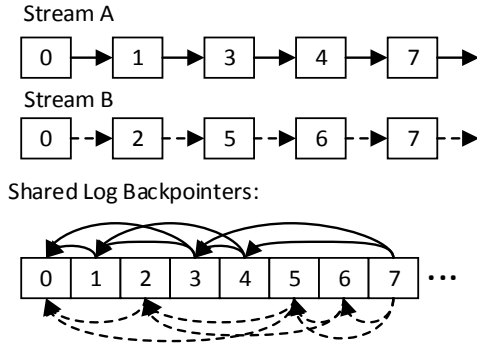 Stream A
0 1 3 4 7
Stream B
0 2 5 6 7
Shared Log Backpointers:
0 1 2 3 4 5 6 7 ...